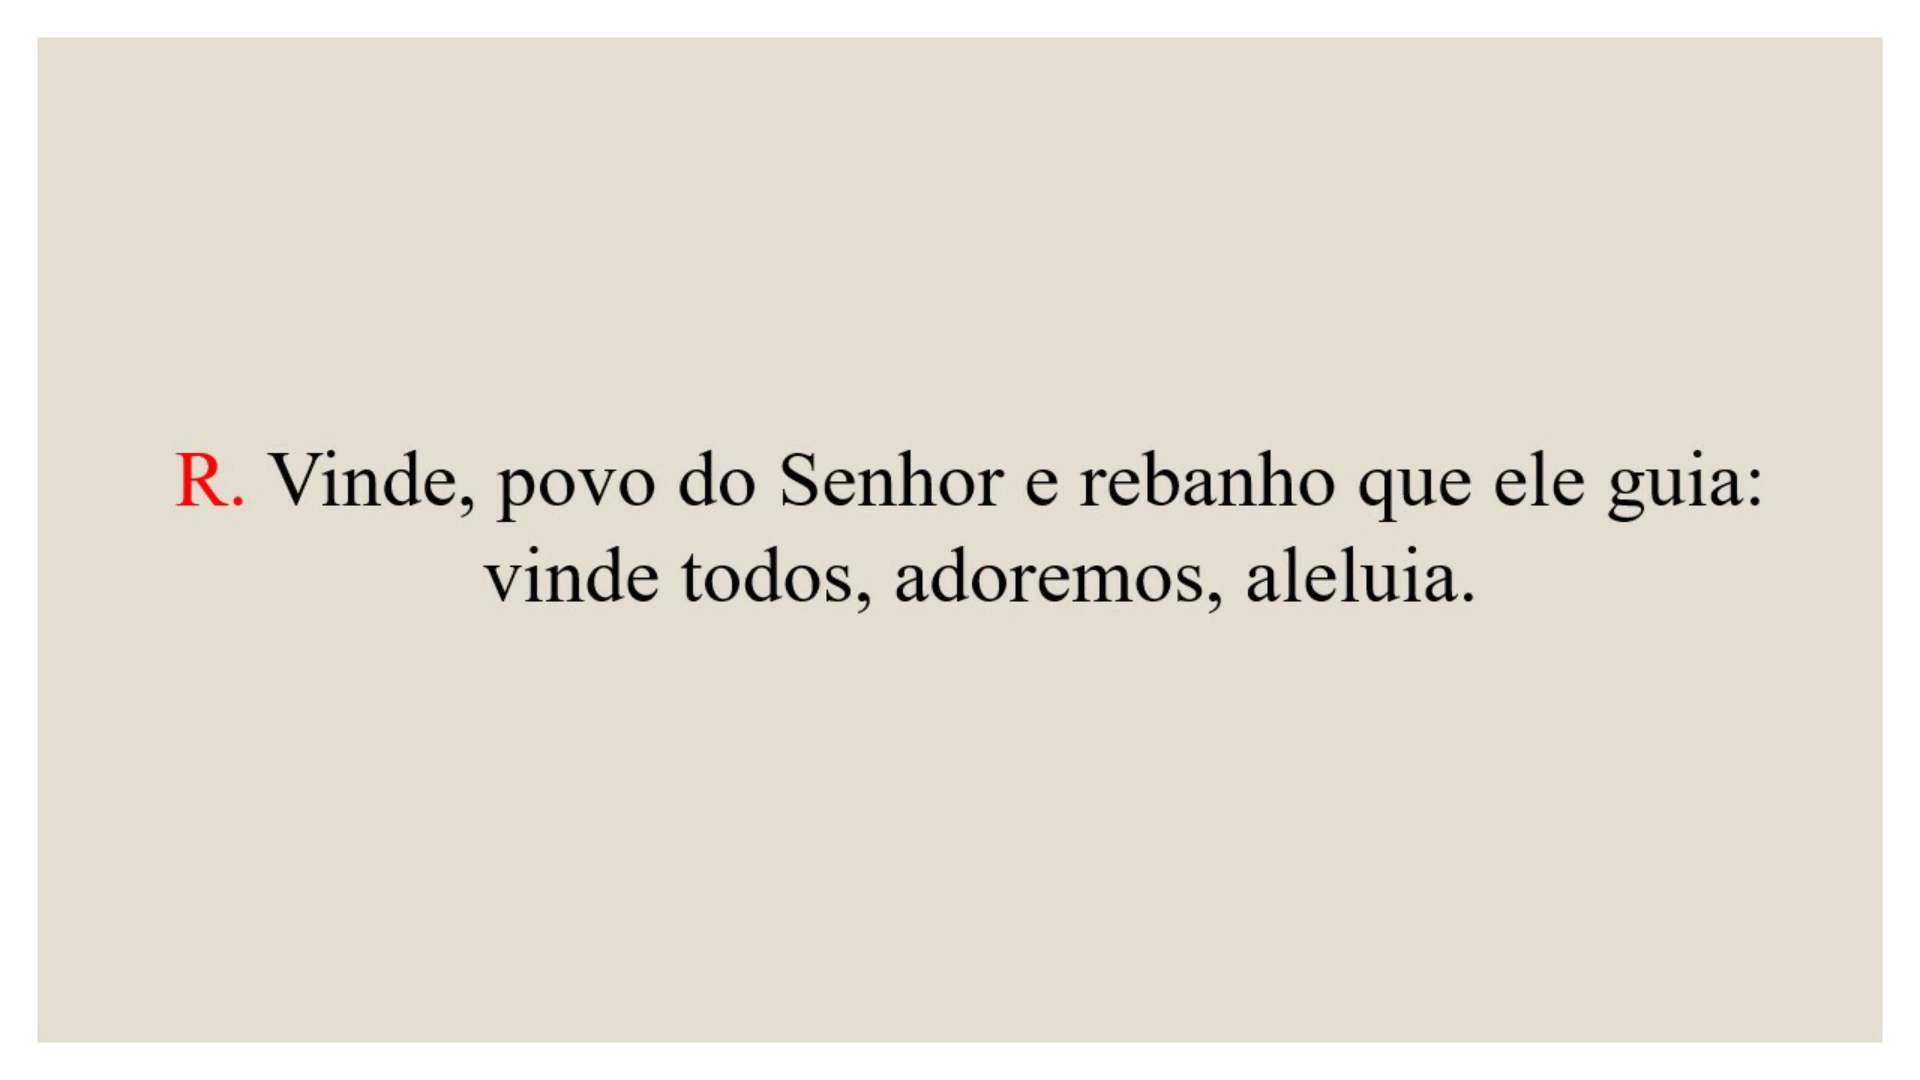 R. Vinde, povo do Senhor e rebanho que ele guia:
vinde todos, adoremos, aleluia.